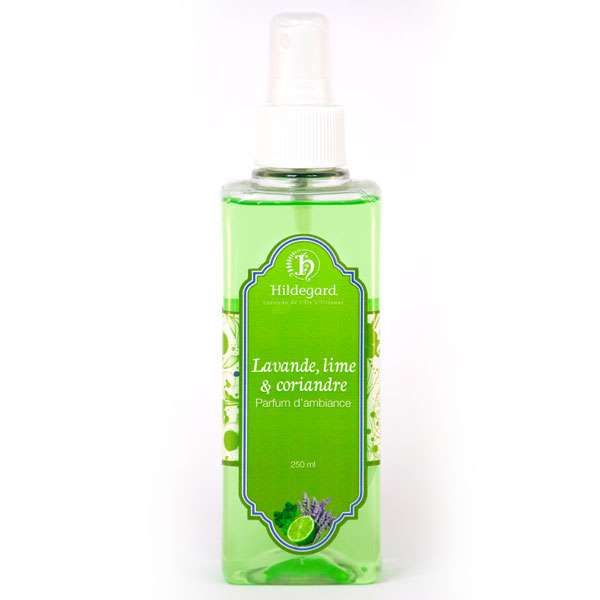 Hildegard
Lavande, lime
& coriandre
Parfum d'ambiance
250 ml